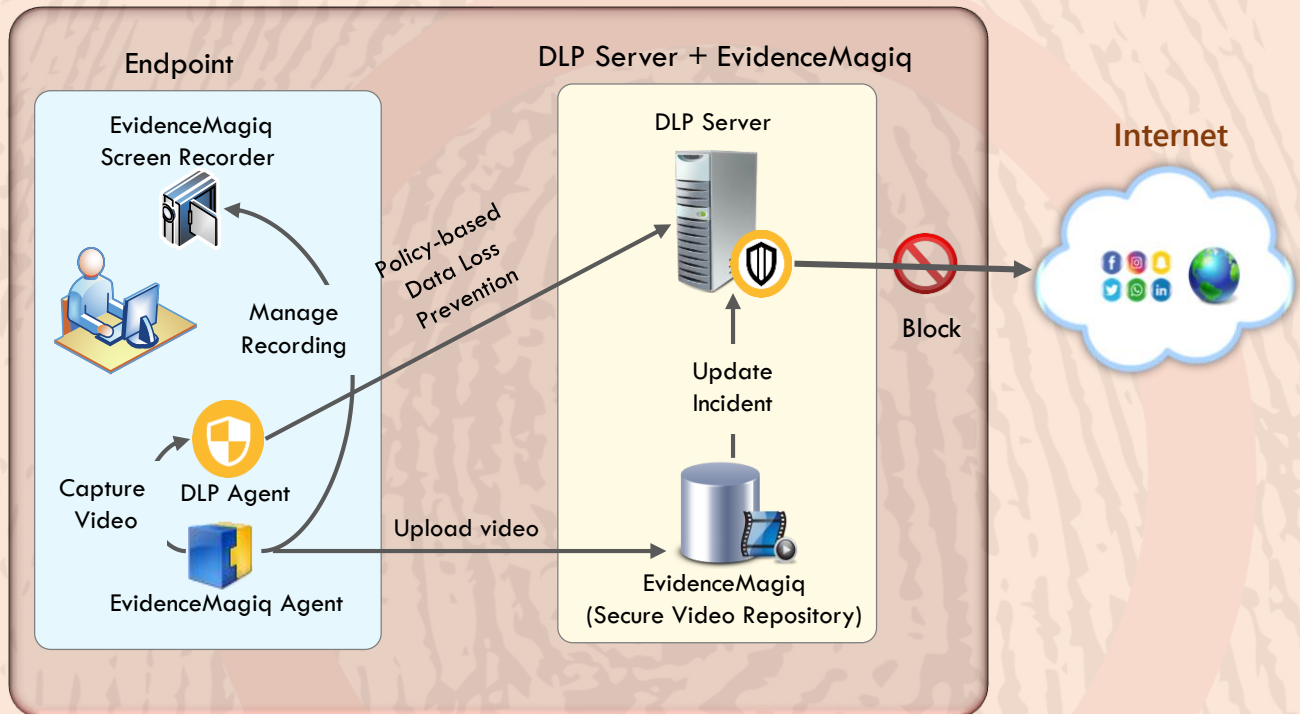 Endpoint
DLP Server + EvidenceMagiq
EvidenceMagiq
Screen Recorder
DLP Server
Internet
Policy-based
Data Loss
Prevention
Manage
Recording
Block
Update
Incident
Capture
Video
DLP Agent
Upload video
EvidenceMagiq Agent
EvidenceMagiq
(Secure Video Repository)